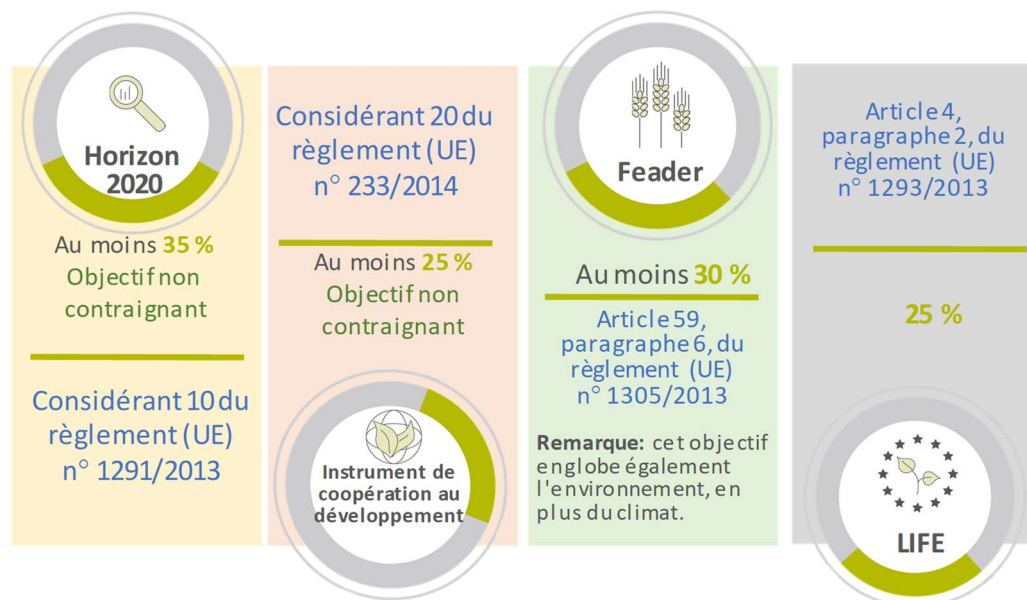 Horizon
2020
Au moins 35 %
Objectif non
contraignant
Considérant 10 du
règlement (UE)
n° 1291/2013
Considérant 20 du
règlement (UE)
n° 233/2014
Au moins 25 %
Objectif non
contraignant
Instrument de
coopération au
développement
Feader
Au moins 30 %
Article 59,
paragraphe 6, du
règlement (UE)
n° 1305/2013
Remarque: cet objectif
englobe également
l'environnement, en
plus du climat.
Article 4,
paragraphe 2, du
règlement (UE)
n° 1293/2013
25 %
LIFE